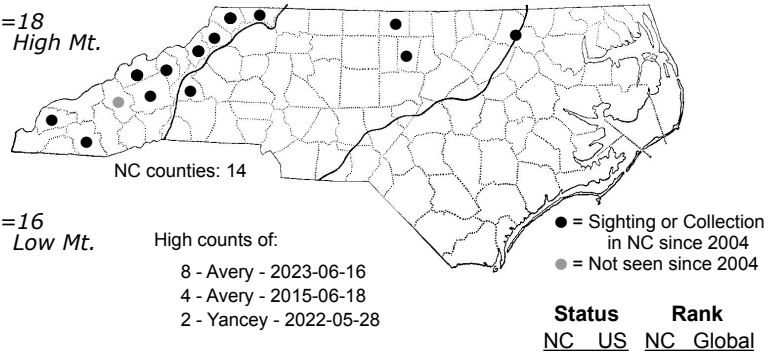 =18
High Mt.
NC counties: 14
=16
Low Mt.
High counts of:
8 - Avery - 2023-06-16
4 - Avery - 2015-06-18
2 - Yancey - 2022-05-28
= Sighting or Collection
in NC since 2004
= Not seen since 2004
Status Rank
NC US NC Global